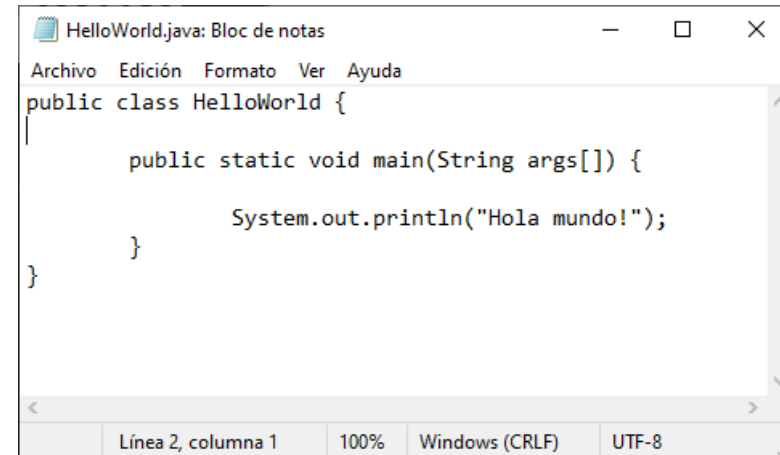 HelloWorld.java: Bloc de notas
Archivo Edición Formato Ver Ayuda
public class HelloWorld {
public static void main(String args[]) {
System.out.println("Hola mundo!");
}
}
Línea 2, columna 1 100% Windows (CRLF) UTF-8